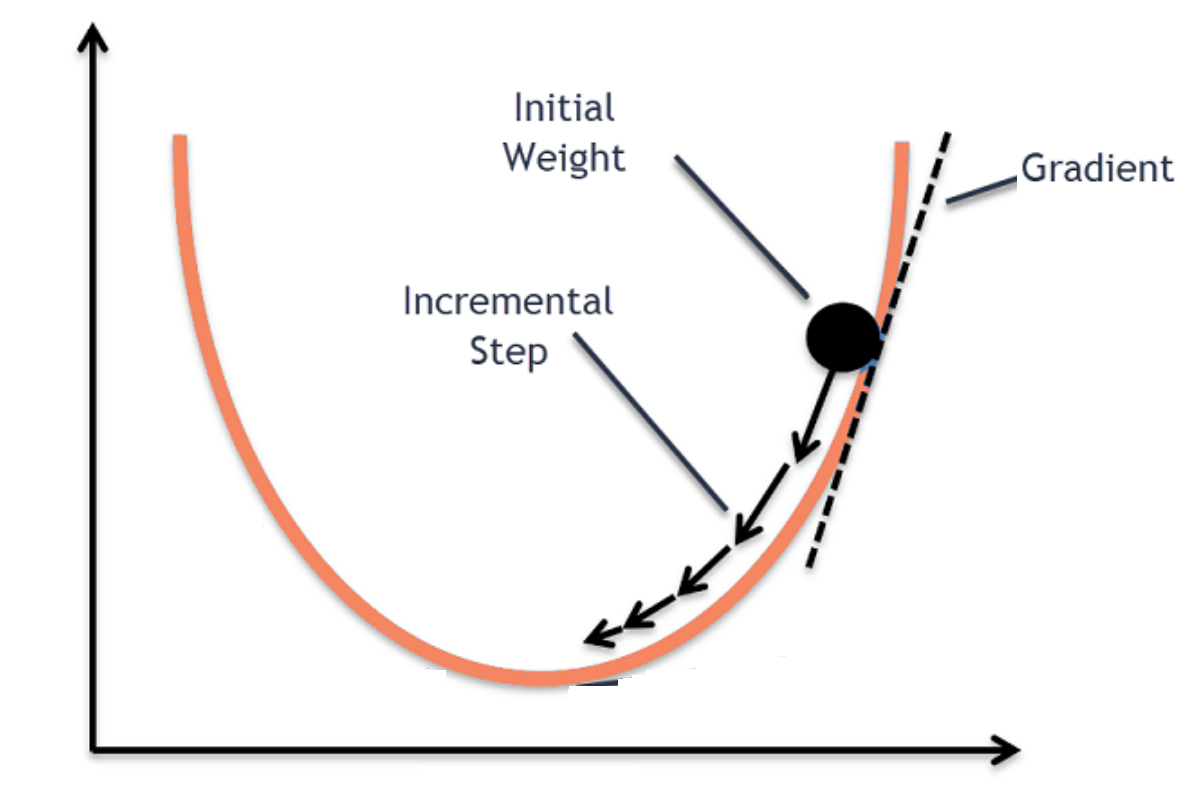 Initial
Weight
Gradient
Incremental
Step